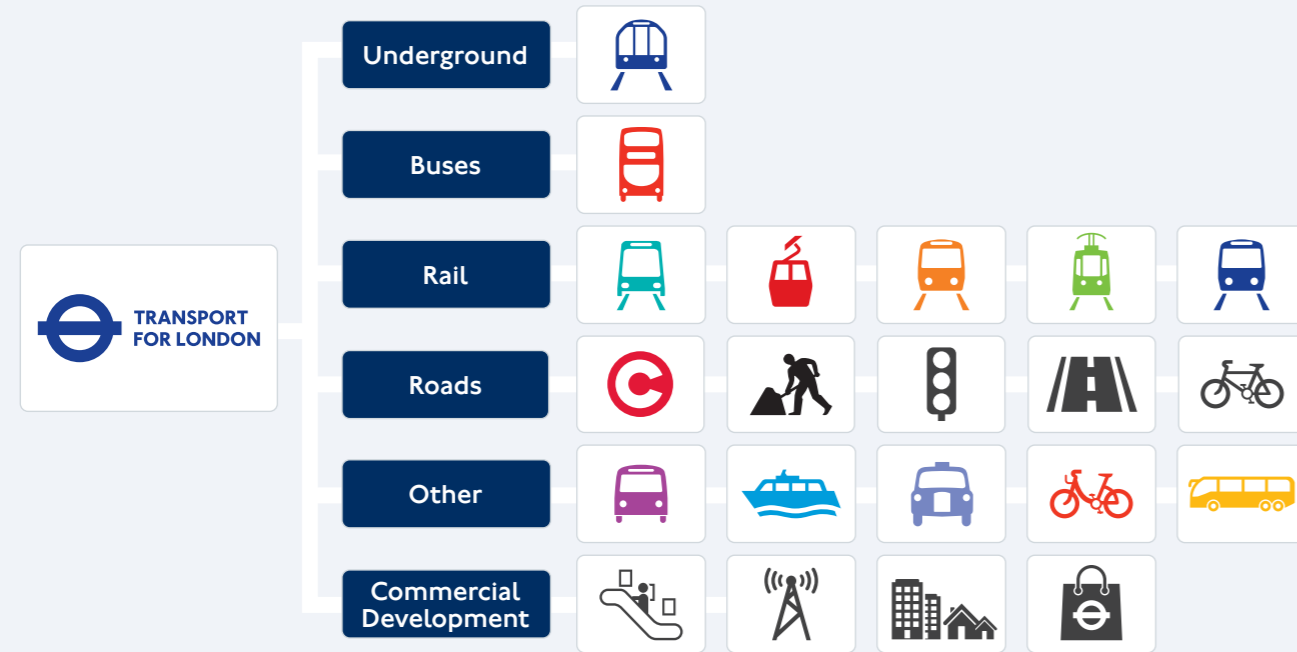 Underground
Buses
Rail
TRANSPORT
FOR LONDON
Roads
Other
Commercial
Development